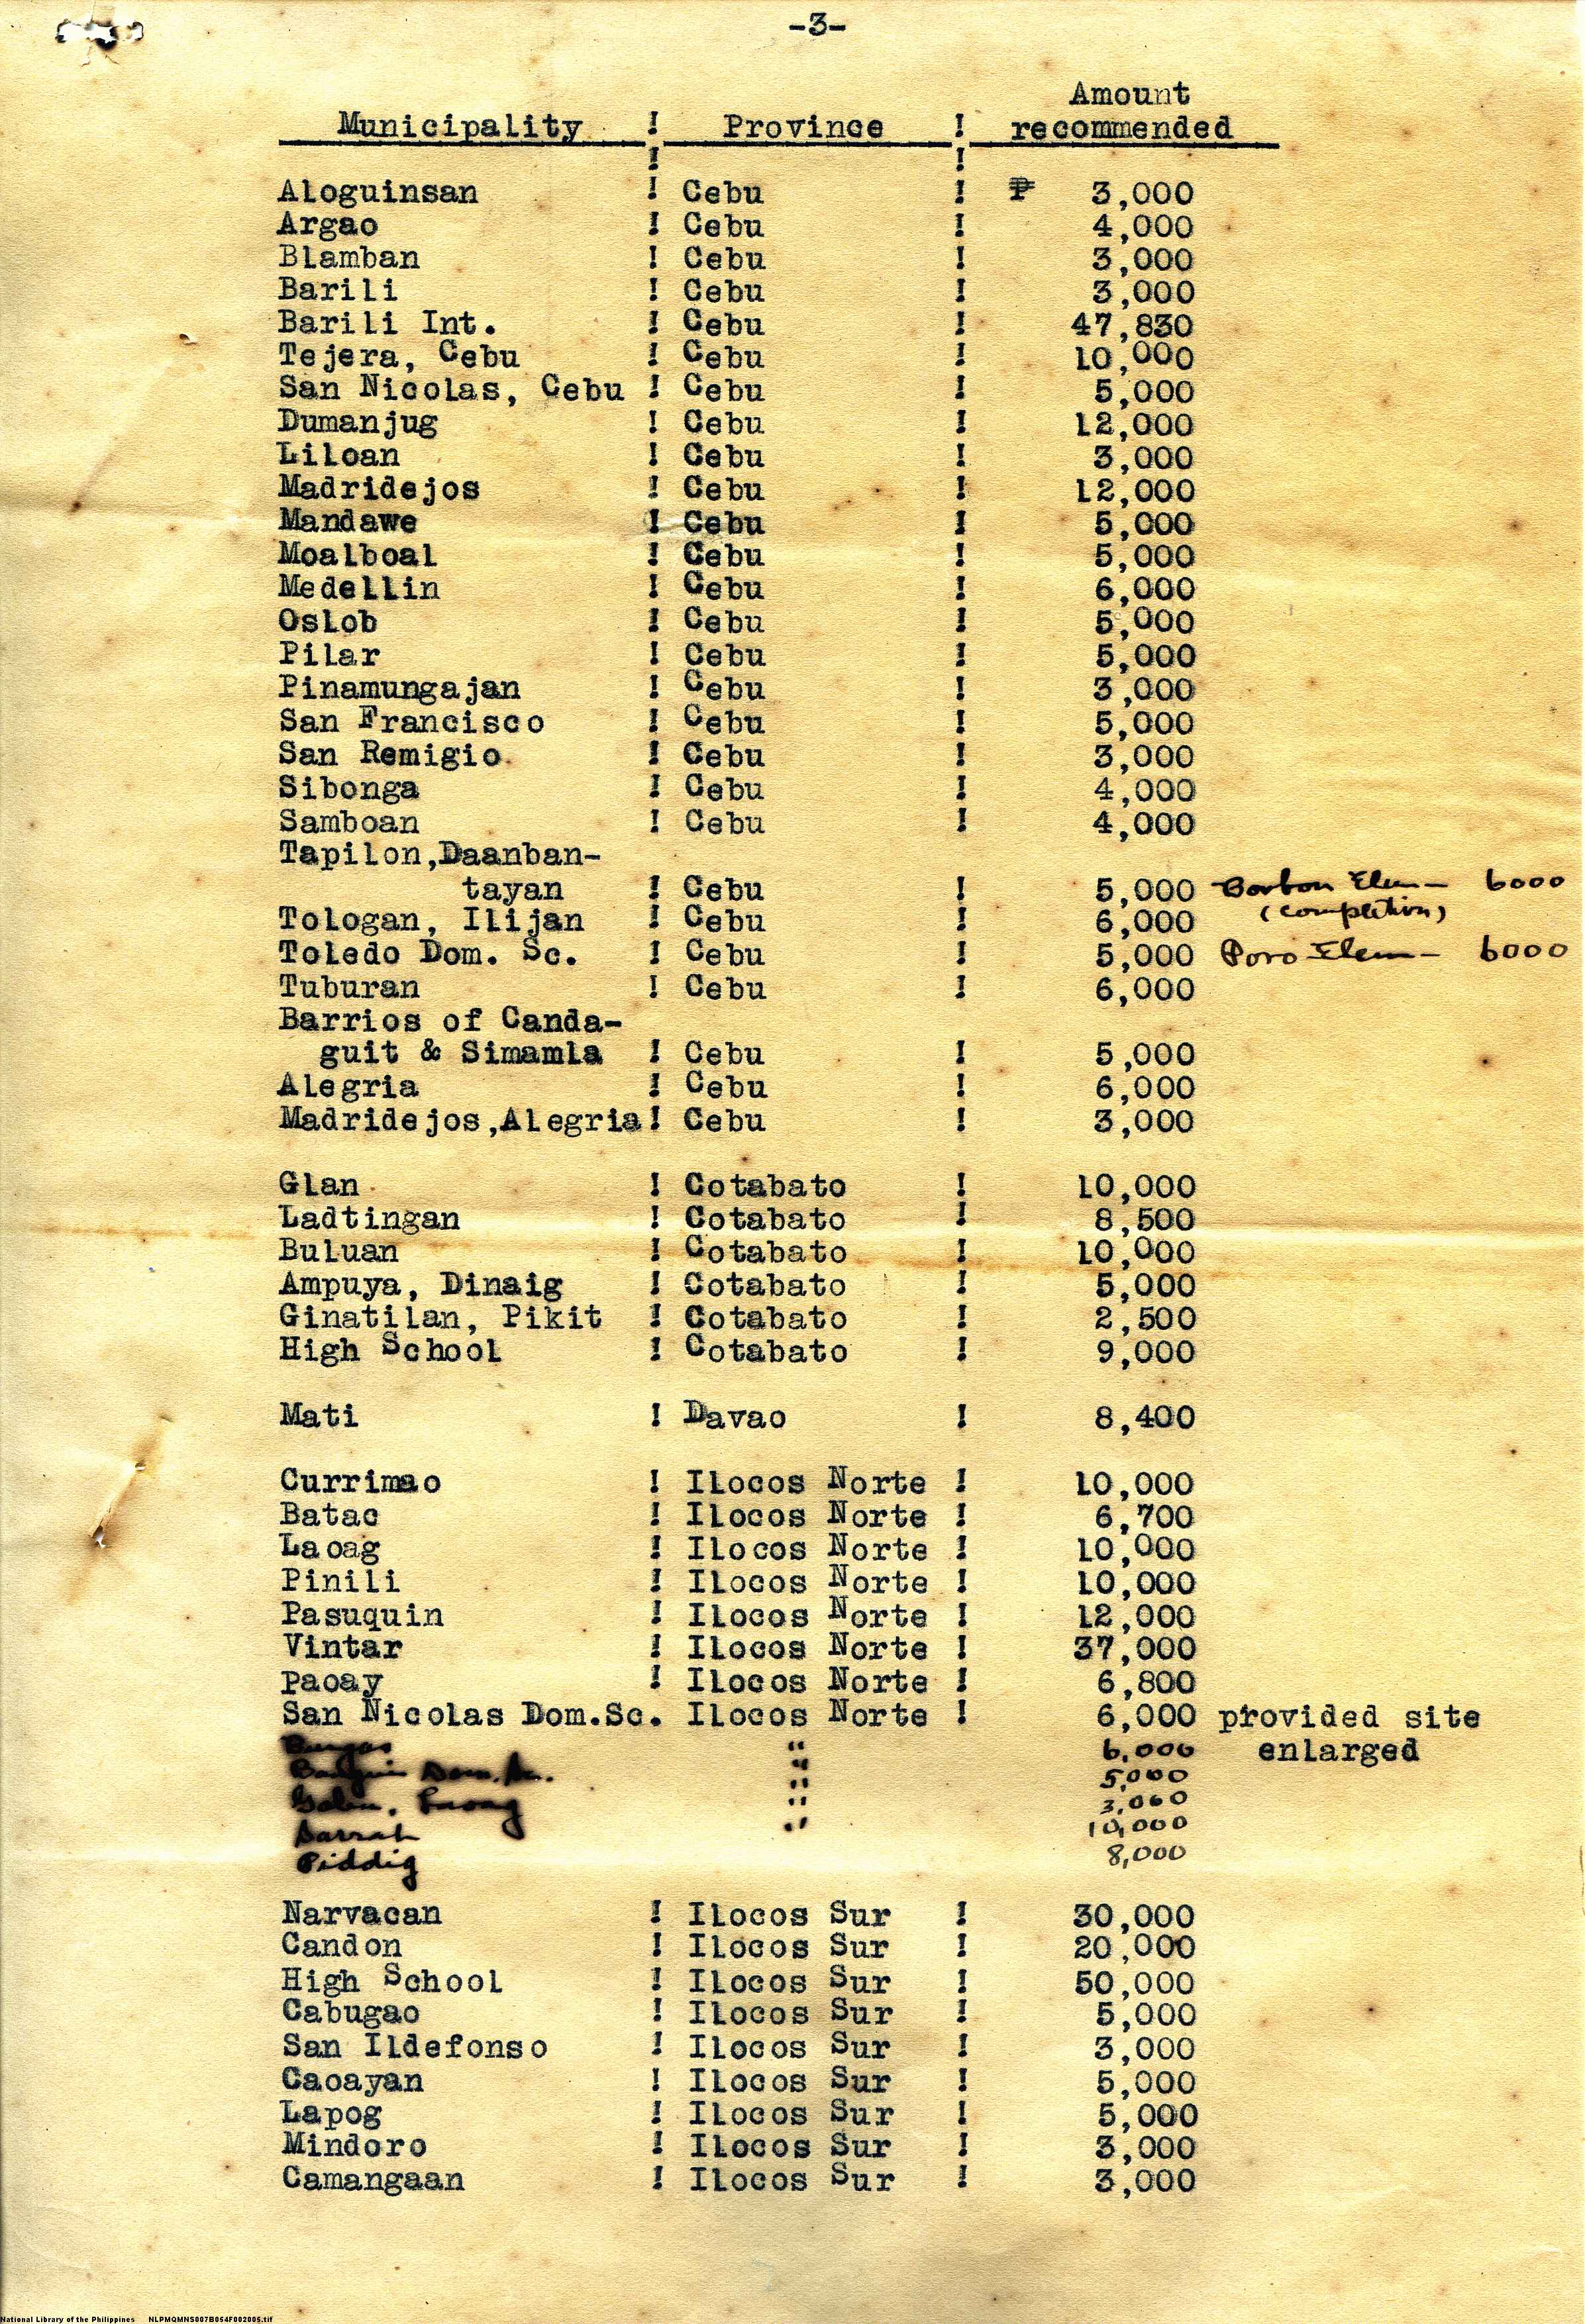 -3-
Amount
Municipality ! Province ! recommended
! !
Aloguinsan ! Cebu ! ₱ 3,000
Argao ! Cebu ! 4,000
Blamban ! Cebu ! 3,000
Barili ! Cebu ! 3,000
Barili Int. ! Cebu ! 47,830
Tejera, Cebu ! Cebu ! 10,000
San Nicolas, Cebu ! Cebu ! 5,000
Dumanjug ! Cebu ! 12,000
Liloan ! Cebu ! 3,000
Madridejos ! Cebu ! 12,000
Mandawe ! Cebu ! 5,000
Moalboal ! Cebu ! 5,000
Medellin ! Cebu ! 6,000
Oslob ! Cebu ! 5,000
Pilar ! Cebu ! 5,000
Pinamungajan ! Cebu ! 3,000
San Francisco ! Cebu ! 5,000
San Remigio ! Cebu ! 3,000
Sibonga ! Cebu ! 4,000
Samboan ! Cebu ! 4,000
Tapilon,Daanban-
tayan ! Cebu ! 5,000 Borbon Elem- 6000
Tologan, Ilijan ! Cebu ! 6,000 (completion)
Toledo Dom. Sc. ! Cebu ! 5,000 Poro Elem- 6000
Tuburan ! Cebu ! 6,000
Barrios of Canda-
guit & Simamla ! Cebu ! 5,000
Alegria ! Cebu ! 6,000
Madridejos,Alegria! Cebu ! 3,000
Glan ! Cotabato ! 10,000
Ladtingan ! Cotabato ! 8,500
Buluan ! Cotabato ! 10,000
Ampuya, Dinaig ! Cotabato ! 5,000
Ginatilan, Pikit ! Cotabato ! 2,500
High School ! Cotabato ! 9,000
Mati ! Davao ! 8,400
Currimao ! Ilocos Norte ! 10,000
Batac ! Ilocos Norte ! 6,700
Laoag ! Ilocos Norte ! 10,000
Pinili ! Ilocos Norte ! 10,000
Pasuquin ! Ilocos Norte ! 12,000
Vintar ! Ilocos Norte ! 37,000
Paoay ! Ilocos Norte ! 6,800
San Nicolas Dom.Sc. Ilocos Norte ! 6,000 provided site
" 6,000 enlarged
Dom. " 5,000
Laoag " 3,000
Sarrat " 10,000
Piddig " 8,000
Narvacan ! Ilocos Sur ! 30,000
Candon ! Ilocos Sur ! 20,000
High School ! Ilocos Sur ! 50,000
Cabugao ! Ilocos Sur ! 5,000
San Ildefonso ! Ilocos Sur ! 3,000
Caoayan ! Ilocos Sur ! 5,000
Lapog ! Ilocos Sur ! 5,000
Mindoro ! Ilocos Sur ! 3,000
Camangaan ! Ilocos Sur ! 3,000
National Library of the Philippines NLPMQMNS007B054F002005.tif